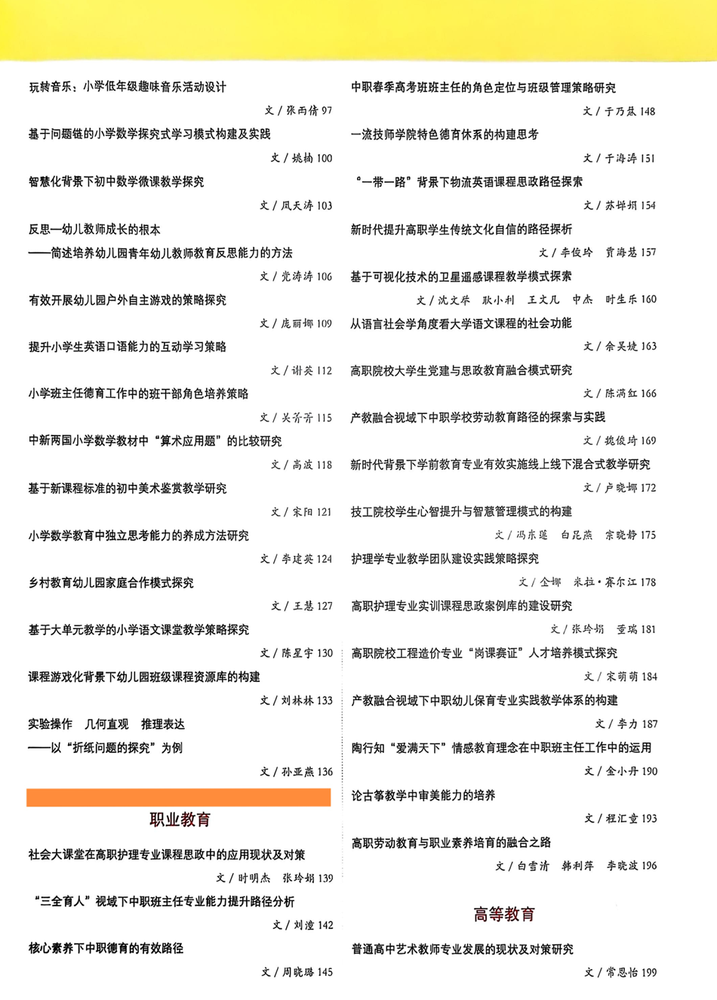 玩转音乐：小学低年级趣味音乐活动设计
文 / 张雨倩 97
基于问题链的小学数学探究式学习模式构建及实践
文 / 姚楠 100
智慧化背景下初中数学微课教学探究
文 / 凤天涛 103
反思—幼儿教师成长的根本
——简述培养幼儿园青年幼儿教师教育反思能力的方法
文 / 党涛涛 106
有效开展幼儿园户外自主游戏的策略探究
文 / 庞丽娜 109
提升小学生英语口语能力的互动学习策略
文 / 谢英 112
小学班主任德育工作中的班干部角色培养策略
文 / 吴芳芳 115
中新两国小学数学教材中“算术应用题”的比较研究
文 / 高波 118
基于新课程标准的初中美术鉴赏教学研究
文 / 宋阳 121
小学数学教育中独立思考能力的养成方法研究
文 / 李建英 124
乡村教育幼儿园家庭合作模式探究
文 / 王慧 127
基于大单元教学的小学语文课堂教学策略探究
文 / 陈星宇 130
课程游戏化背景下幼儿园班级课程资源库的构建
文 / 刘林林 133
实验操作　几何直观　推理表达
——以“折纸问题的探究”为例
文 / 孙亚燕 136
职业教育
社会大课堂在高职护理专业课程思政中的应用现状及对策
文 / 时明杰　张玲娟 139
“三全育人”视域下中职班主任专业能力提升路径分析
文 / 刘潼 142
核心素养下中职德育的有效路径
文 / 周晓璐 145
中职春季高考班班主任的角色定位与班级管理策略研究
文 / 于乃荩 148
一流技师学院特色德育体系的构建思考
文 / 于海涛 151
“一带一路”背景下物流英语课程思政路径探索
文 / 苏婵娟 154
新时代提升高职学生传统文化自信的路径探析
文 / 李俊玲　贾海慧 157
基于可视化技术的卫星遥感课程教学模式探索
文 / 沈文举　耿小利　王文凡　申杰　时生乐 160
从语言社会学角度看大学语文课程的社会功能
文 / 余昊婕 163
高职院校大学生党建与思政教育融合模式研究
文 / 陈满红 166
产教融合视域下中职学校劳动教育路径的探索与实践
文 / 魏俊琦 169
新时代背景下学前教育专业有效实施线上线下混合式教学研究
文 / 卢晓娜 172
技工院校学生心智提升与智慧管理模式的构建
文 / 冯东莲　白昆燕　宗晓静 175
护理学专业教学团队建设实践策略探究
文 / 金娜　米拉·赛尔江 178
高职护理专业实训课程思政案例库的建设研究
文 / 张玲娟　董瑞 181
高职院校工程造价专业“岗课赛证”人才培养模式探究
文 / 宋萌萌 184
产教融合视域下中职幼儿保育专业实践教学体系的构建
文 / 李力 187
陶行知“爱满天下”情感教育理念在中职班主任工作中的运用
文 / 金小丹 190
论古筝教学中审美能力的培养
文 / 程汇童 193
高职劳动教育与职业素养培育的融合之路
文 / 白雪清　韩利萍　李晓波 196
高等教育
普通高中艺术教师专业发展的现状及对策研究
文 / 常恩怡 199